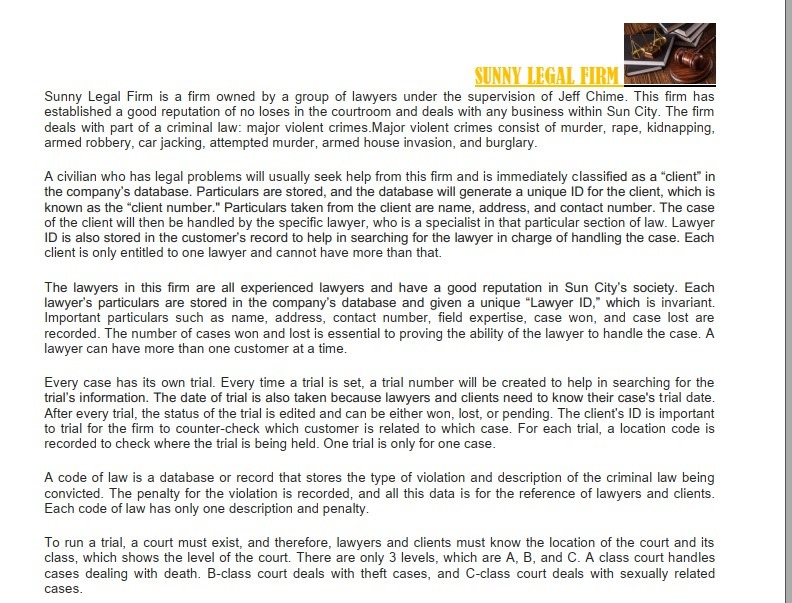 SUNNY LEGAL FIRM
Sunny Legal Firm is a firm owned by a group of lawyers under the supervision of Jeff Chime. This firm has
established a good reputation of no loses in the courtroom and deals with any business within Sun City. The firm
deals with part of a criminal law: major violent crimes.Major violent crimes consist of murder, rape, kidnapping,
armed robbery, car jacking, attempted murder, armed house invasion, and burglary.
A civilian who has legal problems will usually seek help from this firm and is immediately classified as a “client” in
the company’s database. Particulars are stored, and the database will generate a unique ID for the client, which is
known as the “client number." Particulars taken from the client are name, address, and contact number. The case
of the client will then be handled by the specific lawyer, who is a specialist in that particular section of law. Lawyer
ID is also stored in the customer’s record to help in searching for the lawyer in charge of handling the case. Each
client is only entitled to one lawyer and cannot have more than that.
The lawyers in this firm are all experienced lawyers and have a good reputation in Sun City’s society. Each
lawyer’s particulars are stored in the company’s database and given a unique “Lawyer ID,” which is invariant.
Important particulars such as name, address, contact number, field expertise, case won, and case lost are
recorded. The number of cases won and lost is essential to proving the ability of the lawyer to handle the case. A
lawyer can have more than one customer at a time.
Every case has its own trial. Every time a trial is set, a trial number will be created to help in searching for the
trial’s information. The date of trial is also taken because lawyers and clients need to know their case's trial date.
After every trial, the status of the trial is edited and can be either won, lost, or pending. The client’s ID is important
to trial for the firm to counter-check which customer is related to which case. For each trial, a location code is
recorded to check where the trial is being held. One trial is only for one case.
A code of law is a database or record that stores the type of violation and description of the criminal law being
convicted. The penalty for the violation is recorded, and all this data is for the reference of lawyers and clients.
Each code of law has only one description and penalty.
To run a trial, a court must exist, and therefore, lawyers and clients must know the location of the court and its
class, which shows the level of the court. There are only 3 levels, which are A, B, and C. A class court handles
cases dealing with death. B-class court deals with theft cases, and C-class court deals with sexually related
cases.